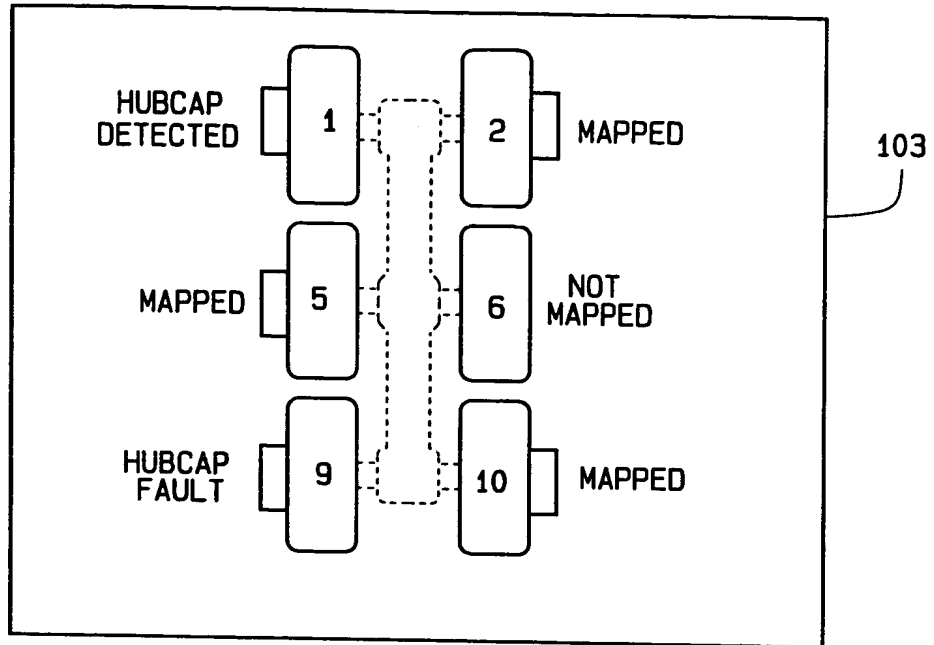 HUBCAP
DETECTED
1
2
MAPPED
103
MAPPED
5
6
NOT
MAPPED
HUBCAP
FAULT
9
10
MAPPED